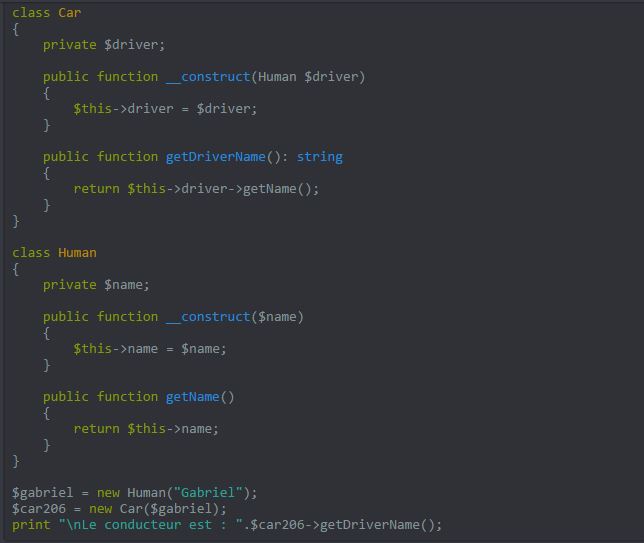 class Car
{
    private $driver;

    public function __construct(Human $driver)
    {
        $this->driver = $driver;
    }

    public function getDriverName(): string
    {
        return $this->driver->getName();
    }
}

class Human
{
    private $name;

    public function __construct($name)
    {
        $this->name = $name;
    }

    public function getName()
    {
        return $this->name;
    }
}

$gabriel = new Human("Gabriel");
$car206 = new Car($gabriel);
print "\nLe conducteur est : ".$car206->getDriverName();